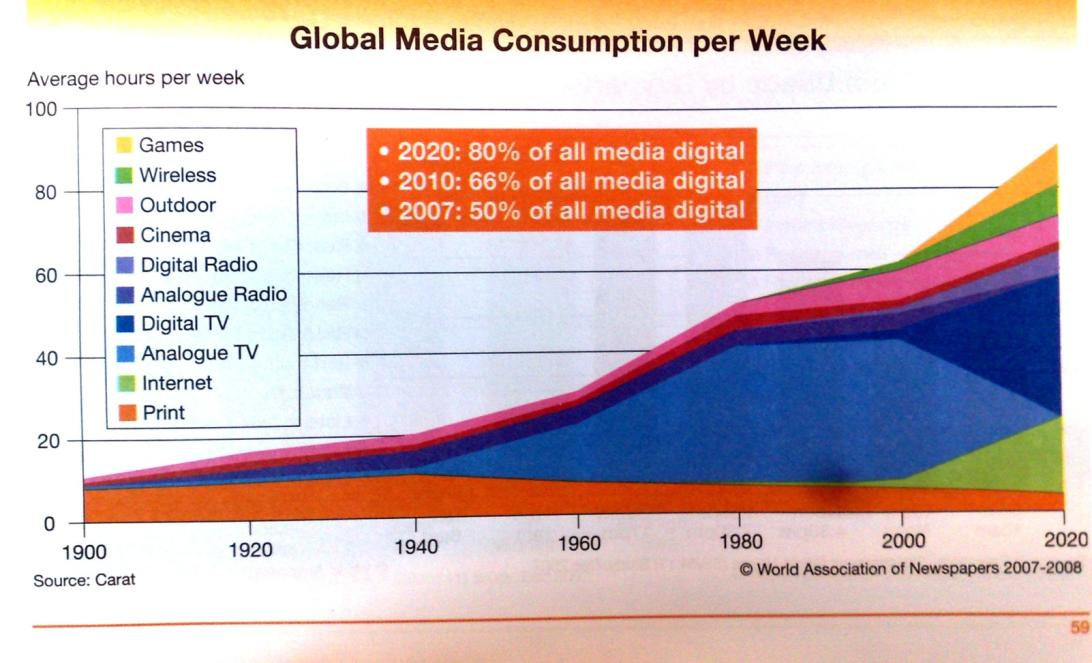 Global Media Consumption per Week
Average hours per week
100
80
60
40
20
0
Games
Wireless
Outdoor
Cinema
Digital Radio
Analogue Radio
Digital TV
Analogue TV
Internet
Print
• 2020: 80% of all media digital
• 2010: 66% of all media digital
• 2007: 50% of all media digital
1900 1920 1940 1960 1980 2000 2020
Source: Carat
© World Association of Newspapers 2007-2008
59